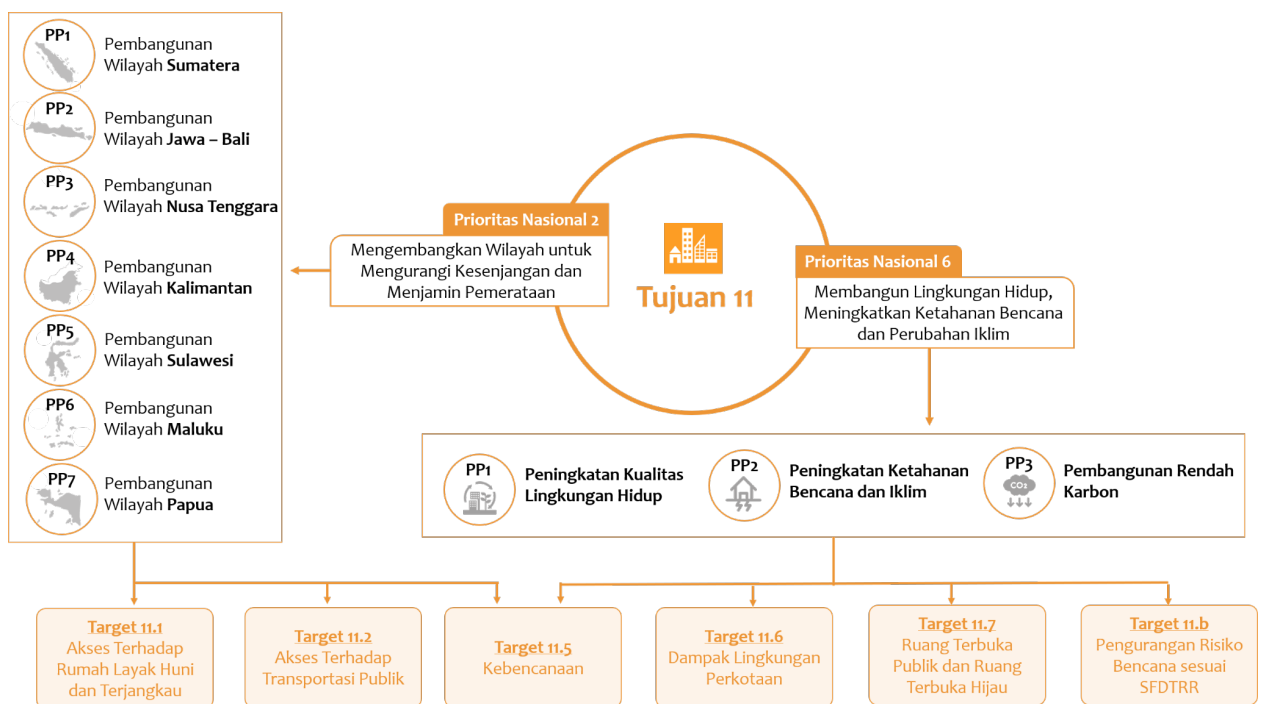 PP1
Pembangunan
Wilayah Sumatera
PP2
Pembangunan
Wilayah Jawa – Bali
PP3
Pembangunan
Wilayah Nusa Tenggara
PP4
Pembangunan
Wilayah Kalimantan
PP5
Pembangunan
Wilayah Sulawesi
PP6
Pembangunan
Wilayah Maluku
PP7
Pembangunan
Wilayah Papua
Prioritas Nasional 2
Mengembangkan Wilayah untuk
Mengurangi Kesenjangan dan
Menjamin Pemerataan
Tujuan 11
Prioritas Nasional 6
Membangun Lingkungan Hidup,
Meningkatkan Ketahanan Bencana
dan Perubahan Iklim
PP1
Peningkatan Kualitas
Lingkungan Hidup
PP2
Peningkatan Ketahanan
Bencana dan Iklim
PP3
CO2
Pembangunan Rendah
Karbon
Target 11.1
Akses Terhadap
Rumah Layak Huni
dan Terjangkau
Target 11.2
Akses Terhadap
Transportasi Publik
Target 11.5
Kebencanaan
Target 11.6
Dampak Lingkungan
Perkotaan
Target 11.7
Ruang Terbuka
Publik dan Ruang
Terbuka Hijau
Target 11.b
Pengurangan Risiko
Bencana sesuai
SFDTRR